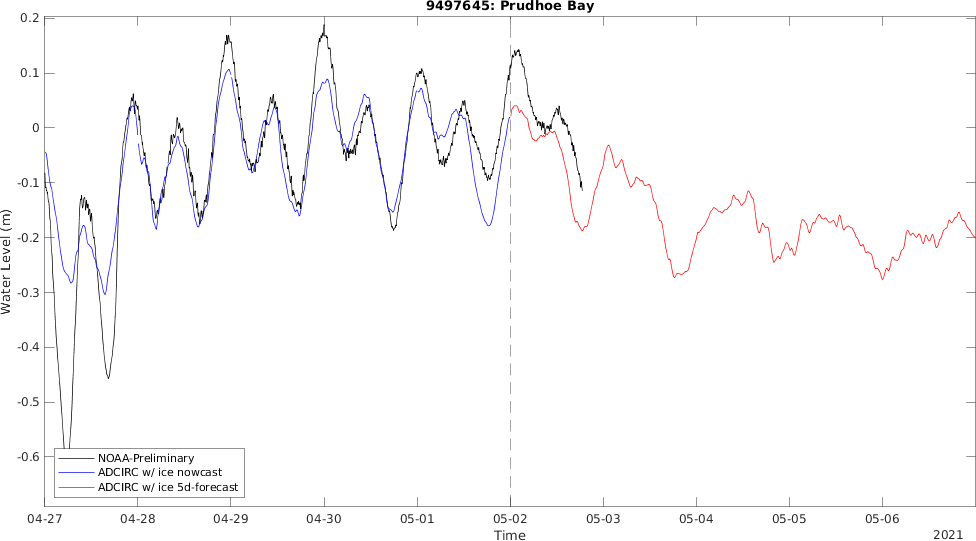 9497645: Prudhoe Bay
0.2
0.1
0
-0.1
-0.2
-0.3
-0.4
-0.5
-0.6
Water Level (m)
NOAA-Preliminary
ADCIRC w/ ice nowcast
ADCIRC w/ ice 5d-forecast
04-27 04-28 04-29 04-30 05-01 05-02 05-03 05-04 05-05 05-06
Time
2021